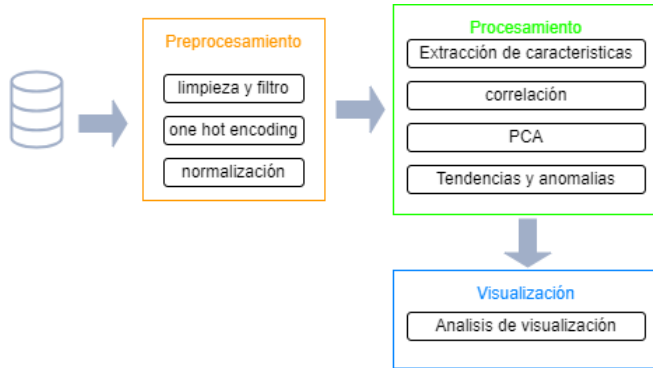 Preprocesamiento
limpieza y filtro
one hot encoding
normalización
Procesamiento
Extracción de caracteristicas
correlación
PCA
Tendencias y anomalias
Visualización
Analisis de visualización